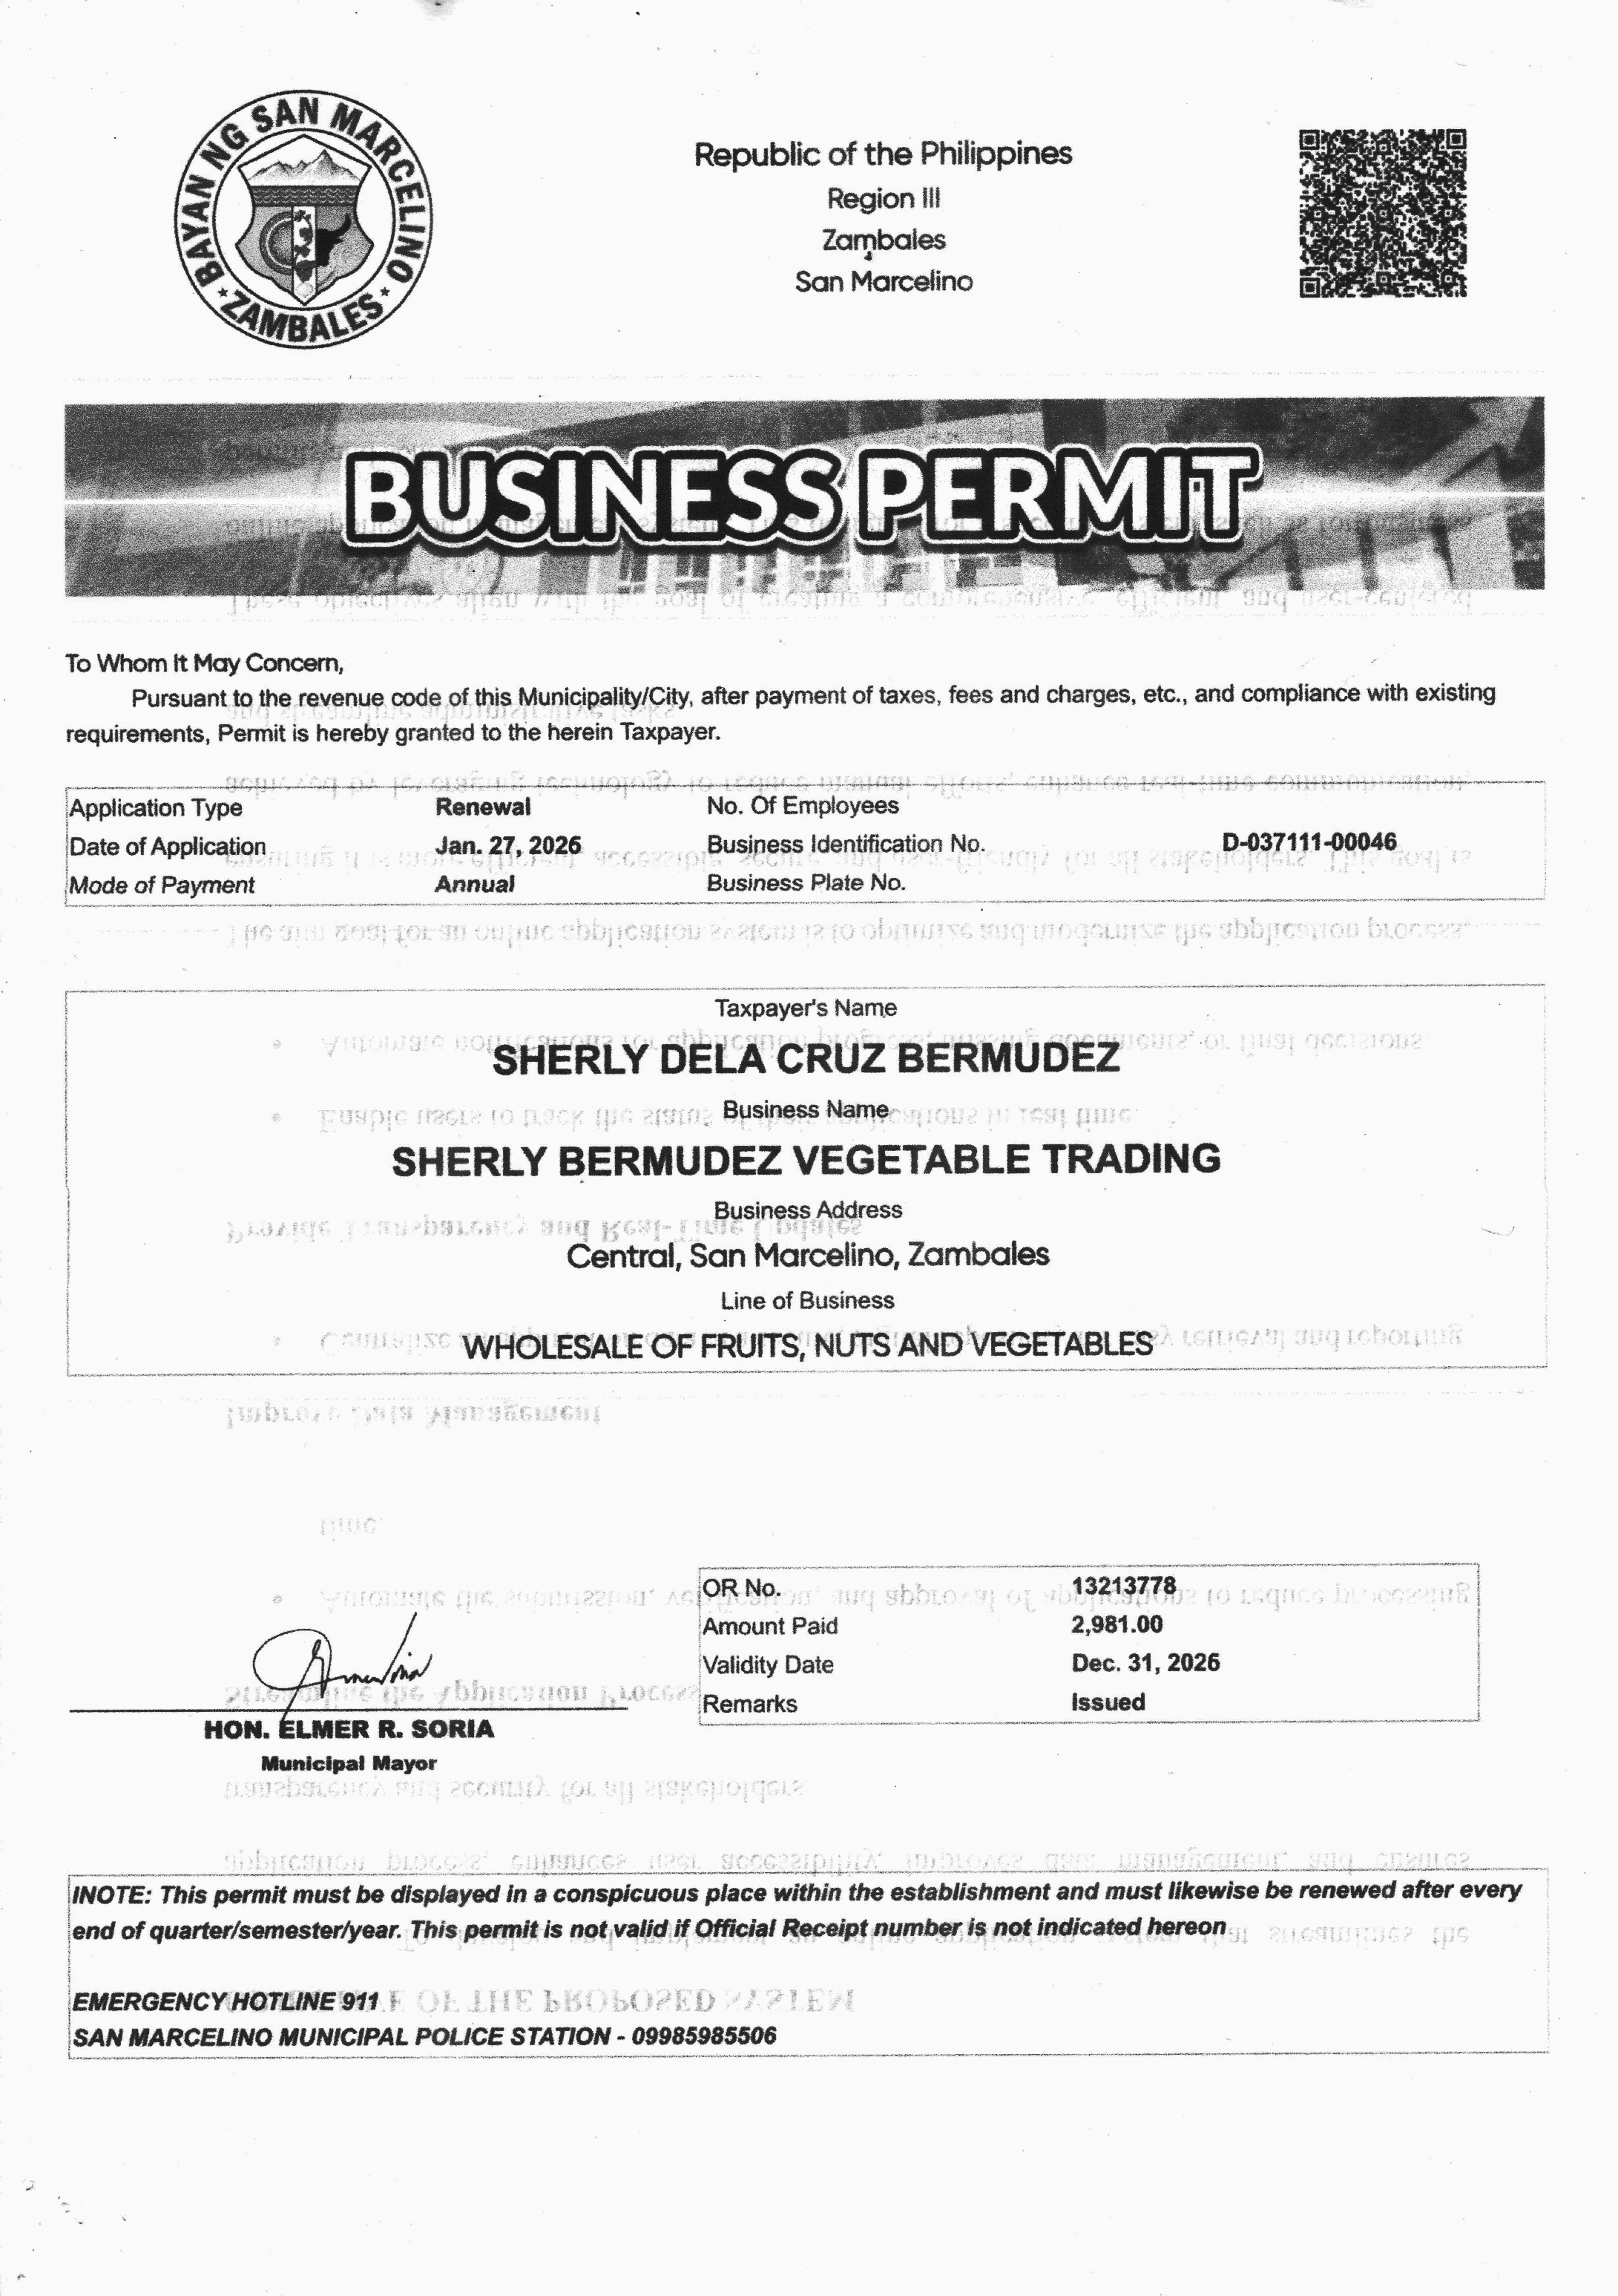 BAYAN NG SAN MARCELINO
ZAMBALES
Republic of the Philippines
Region III
Zambales
San Marcelino
BUSINESS PERMIT
To Whom It May Concern,
Pursuant to the revenue code of this Municipality/City, after payment of taxes, fees and charges, etc., and compliance with existing
requirements, Permit is hereby granted to the herein Taxpayer.
Application Type Renewal No. Of Employees
Date of Application Jan. 27, 2026 Business Identification No. D-037111-00046
Mode of Payment Annual Business Plate No.
Taxpayer's Name
SHERLY DELA CRUZ BERMUDEZ
Business Name
SHERLY BERMUDEZ VEGETABLE TRADING
Business Address
Central, San Marcelino, Zambales
Line of Business
WHOLESALE OF FRUITS, NUTS AND VEGETABLES
OR No. 13213778
Amount Paid 2,981.00
Validity Date Dec. 31, 2026
Remarks Issued
HON. ELMER R. SORIA
Municipal Mayor
NOTE: This permit must be displayed in a conspicuous place within the establishment and must likewise be renewed after every
end of quarter/semester/year. This permit is not valid if Official Receipt number is not indicated hereon
EMERGENCY HOTLINE 911
SAN MARCELINO MUNICIPAL POLICE STATION - 09985985506